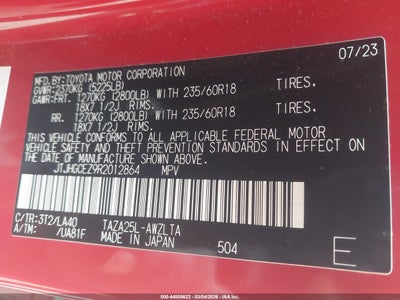 07/23
MFD.BY:TOYOTA MOTOR CORPORATION
GVWR:2370KG (5225LB)
GAWR:FRT. 1270KG (2800LB) WITH 235/60R18 TIRES.
18X7 1/2J RIMS.
RR. 1270KG (2800LB) WITH 235/60R18 TIRES.
18X7 1/2J RIMS.
THIS VEHICLE CONFORMS TO ALL APPLICABLE FEDERAL MOTOR
VEHICLE SAFETY AND THEFT PREVENTION STANDARDS IN EFFECT ON
THE DATE OF MANUFACTURE SHOWN ABOVE.
JTJHGCEZ9R2012864 MPV
C/TR:3T2/LA40 TAZA25L-AWZLTA
A/TM: /UA81F MADE IN JAPAN 504
E
000-44508622 - 03/04/2026 - IAA Inc.